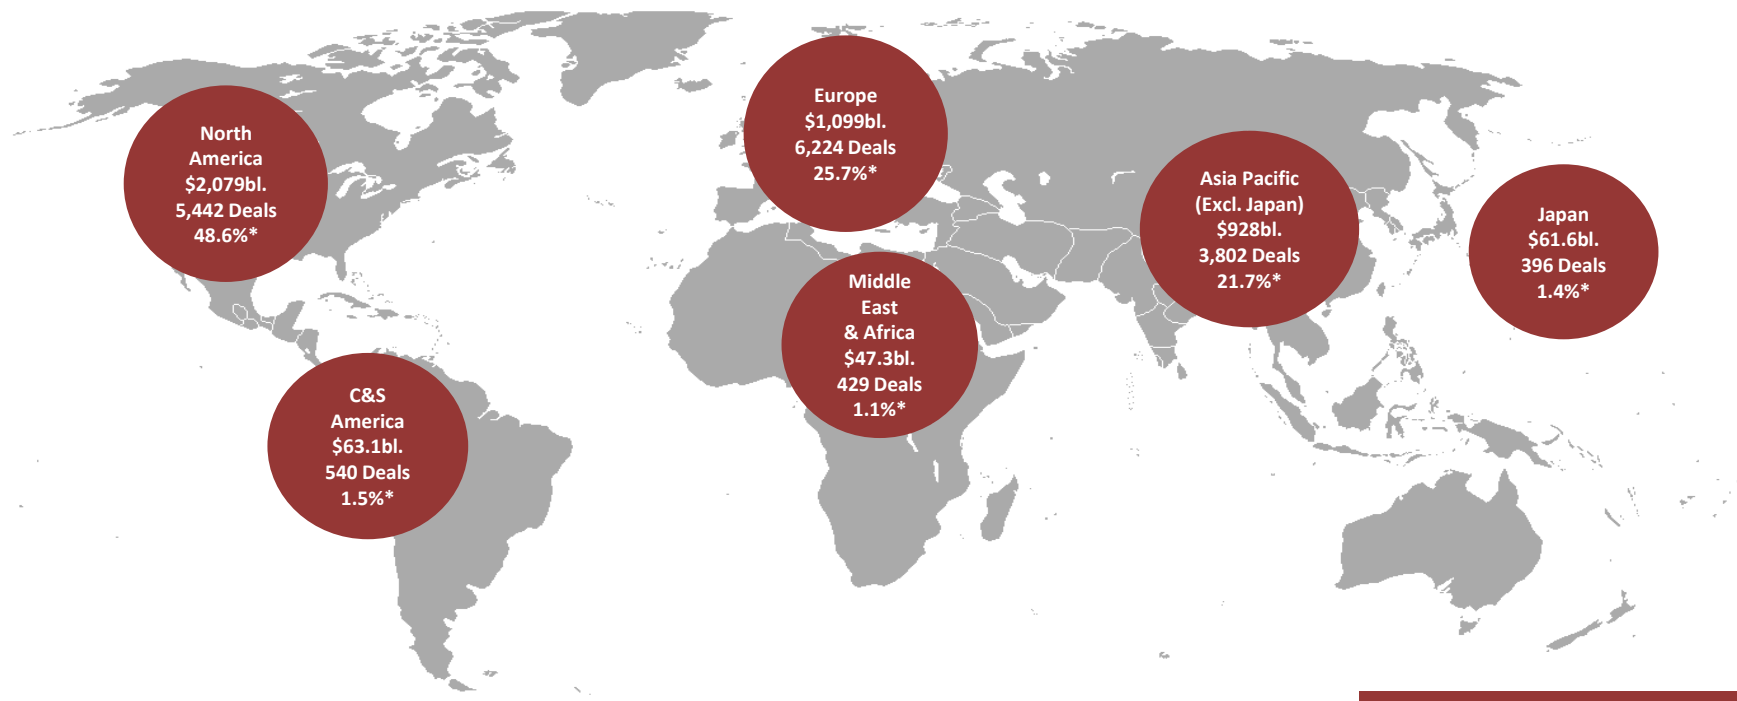 North
America
$2,079bl.
5,442 Deals
48.6%*
Europe
$1,099bl.
6,224 Deals
25.7%*
Asia Pacific
(Excl. Japan)
$928bl.
3,802 Deals
21.7%*
Japan
$61.6bl.
396 Deals
1.4%*
Middle
East
& Africa
$47.3bl.
429 Deals
1.1%*
C&S
America
$63.1bl.
540 Deals
1.5%*